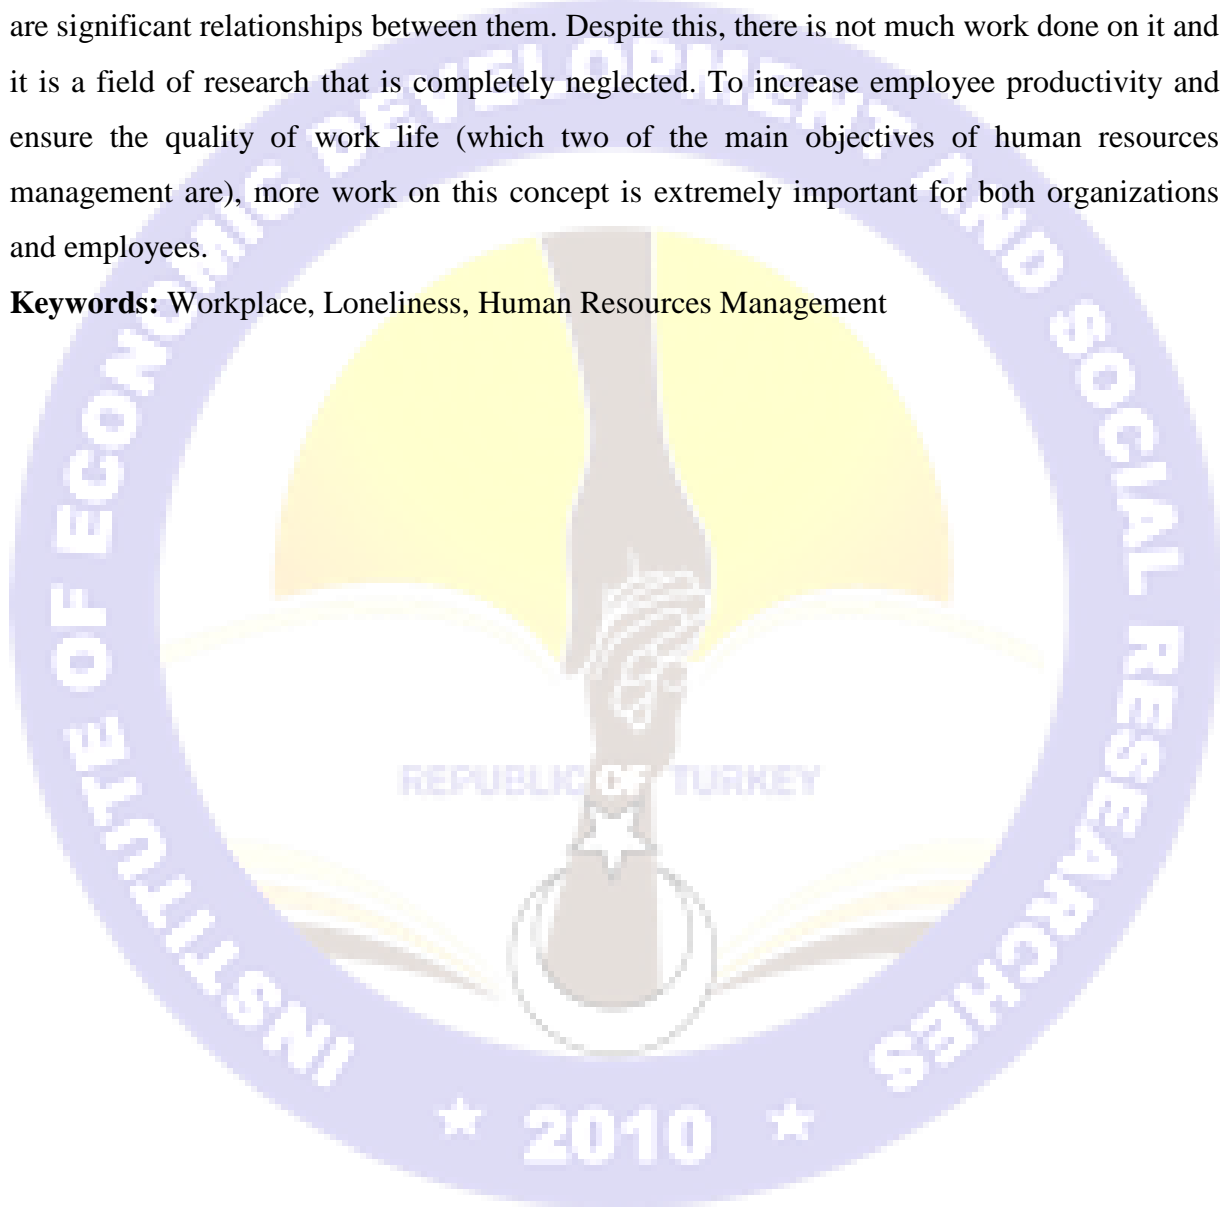 are significant relationships between them. Despite this, there is not much work done on it and
it is a field of research that is completely neglected. To increase employee productivity and
ensure the quality of work life (which two of the main objectives of human resources
management are), more work on this concept is extremely important for both organizations
and employees.
Keywords: Workplace, Loneliness, Human Resources Management
INSTITUTE OF ECONOMIC DEVELOPMENT AND SOCIAL RESEARCHES
REPUBLIC OF TURKEY
★ 2010 ★